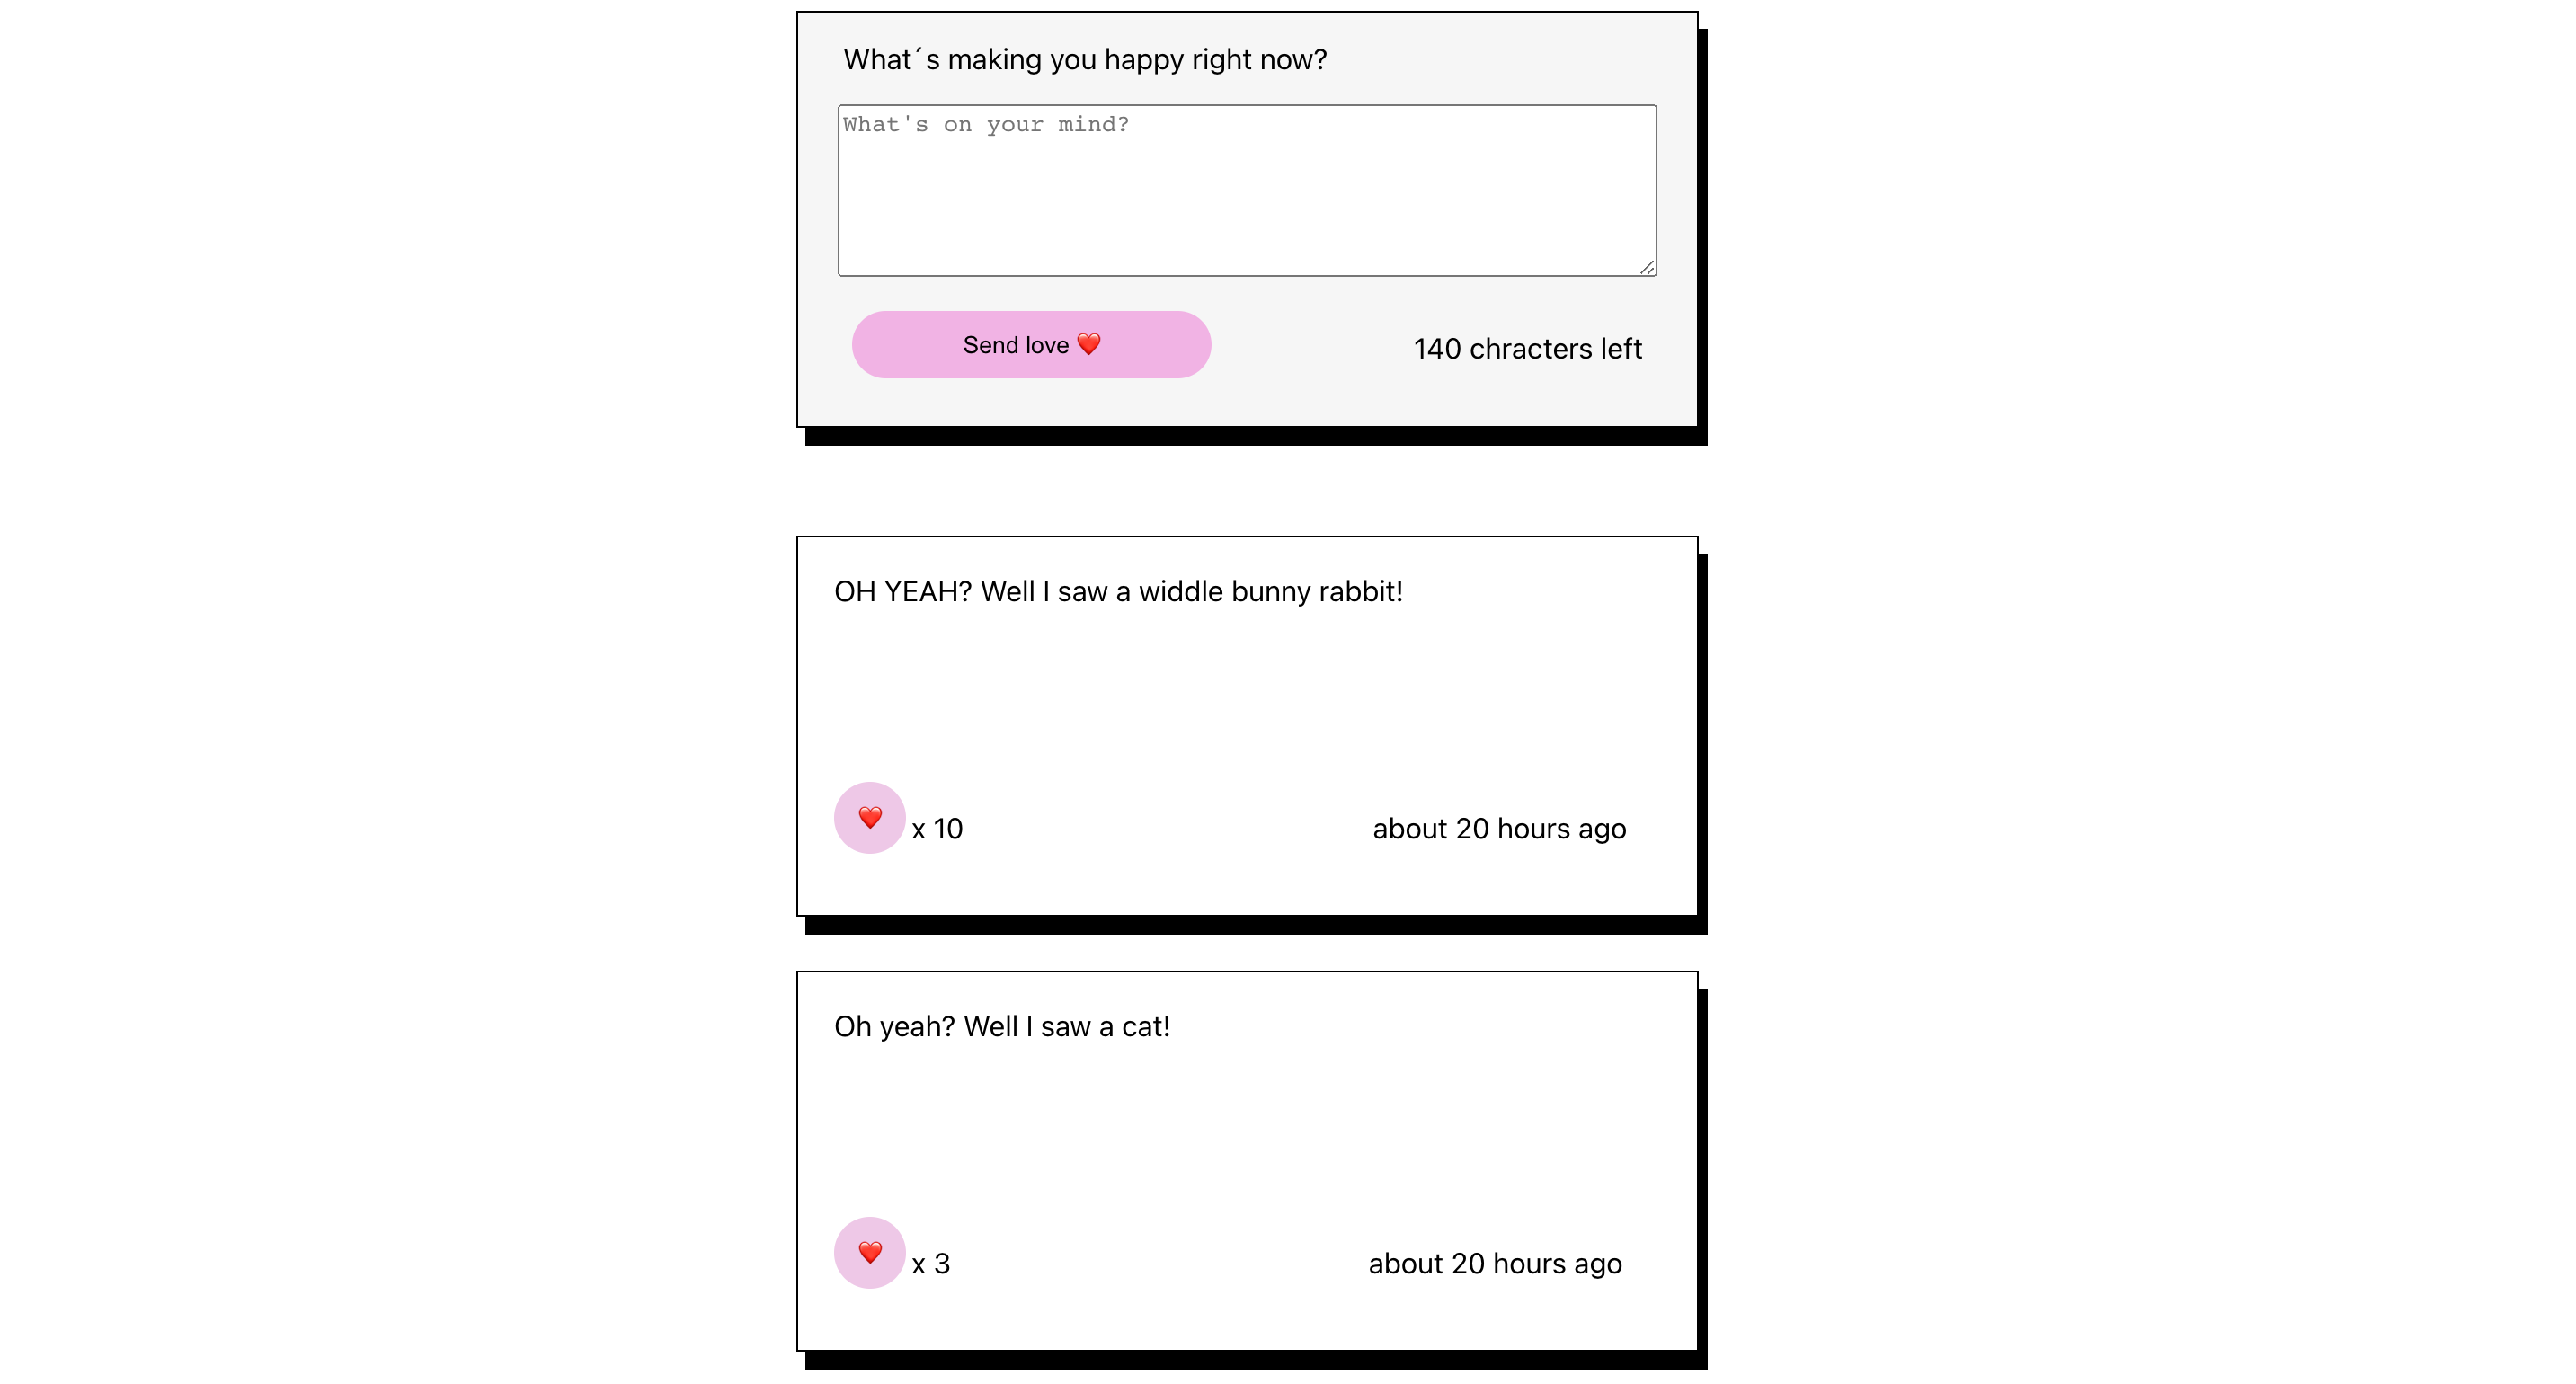 What´s making you happy right now?
What's on your mind?
Send love ❤️
140 chracters left
OH YEAH? Well I saw a widdle bunny rabbit!
❤️ x 10
about 20 hours ago
Oh yeah? Well I saw a cat!
❤️ x 3
about 20 hours ago